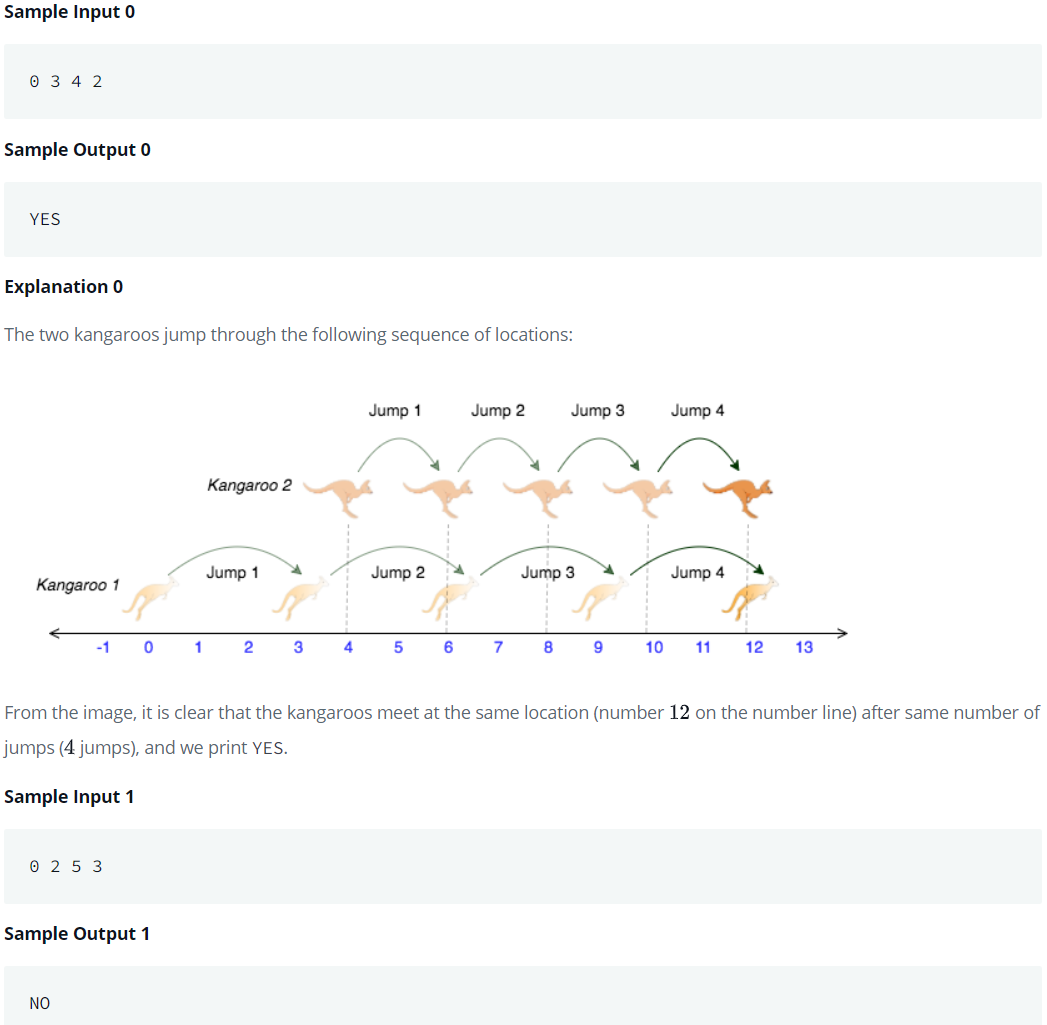 Sample Input 0
0 3 4 2
Sample Output 0
YES
Explanation 0
The two kangaroos jump through the following sequence of locations:
Jump 1 Jump 2 Jump 3 Jump 4
Kangaroo 2
Jump 1 Jump 2 Jump 3 Jump 4
Kangaroo 1
-1 0 1 2 3 4 5 6 7 8 9 10 11 12 13
From the image, it is clear that the kangaroos meet at the same location (number 12 on the number line) after same number of
jumps (4 jumps), and we print YES.
Sample Input 1
0 2 5 3
Sample Output 1
NO